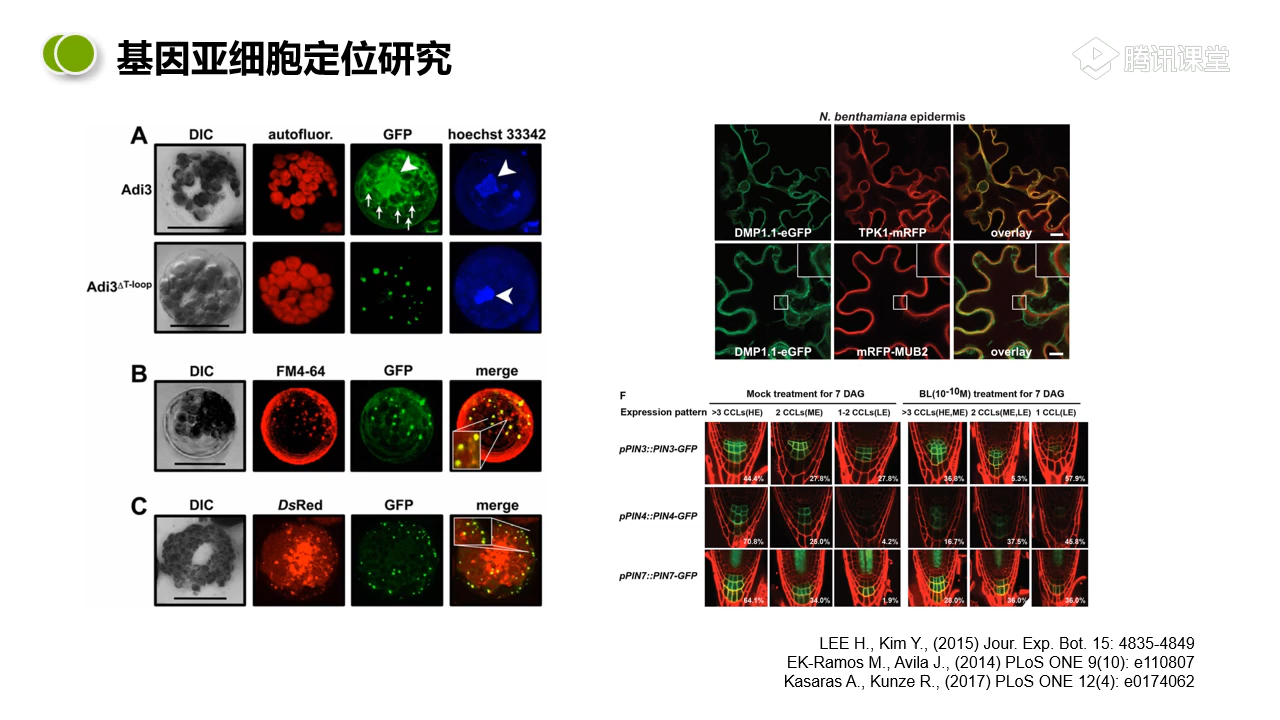 基因亚细胞定位研究
腾讯课堂
A
DIC autofluor. GFP hoechst 33342
Adi3
Adi3ΔT-loop
B
DIC FM4-64 GFP merge
C
DIC DsRed GFP merge
N. benthamiana epidermis
DMP1.1-eGFP TPK1-mRFP overlay
DMP1.1-eGFP mRFP-MUB2 overlay
F
Mock treatment for 7 DAG BL(10-10M) treatment for 7 DAG
Expression pattern >3 CCLs(HE) 2 CCLs(ME) 1-2 CCLs(LE) >3 CCLs(HE,ME) 2 CCLs(ME,LE) 1 CCL(LE)
pPIN3::PIN3-GFP
44.4% 27.8% 27.8% 36.8% 5.3% 57.9%
pPIN4::PIN4-GFP
70.8% 25.0% 4.2% 16.7% 37.5% 45.8%
pPIN7::PIN7-GFP
64.1% 34.0% 1.9% 28.0% 36.0% 36.0%
LEE H., Kim Y., (2015) Jour. Exp. Bot. 15: 4835-4849
EK-Ramos M., Avila J., (2014) PLoS ONE 9(10): e110807
Kasaras A., Kunze R., (2017) PLoS ONE 12(4): e0174062